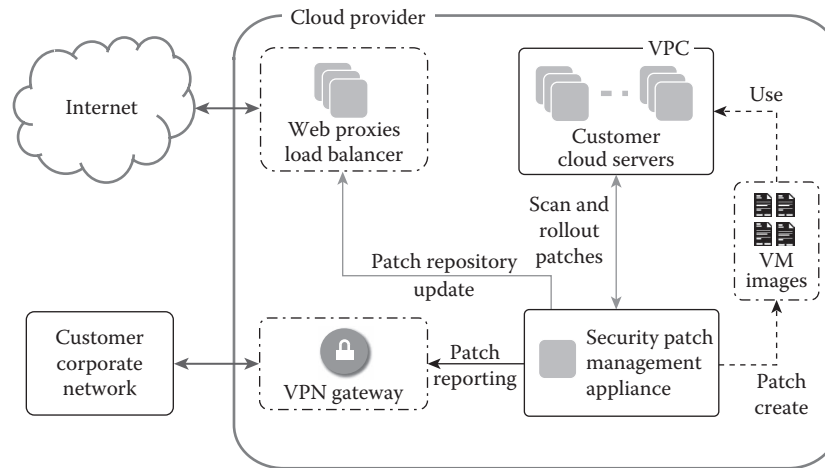 Cloud provider
VPC
Internet
Web proxies
load balancer
Customer
cloud servers
Use
Scan and
rollout
patches
VM
images
Patch repository
update
Customer
corporate
network
VPN gateway
Patch
reporting
Security patch
management
appliance
Patch
create